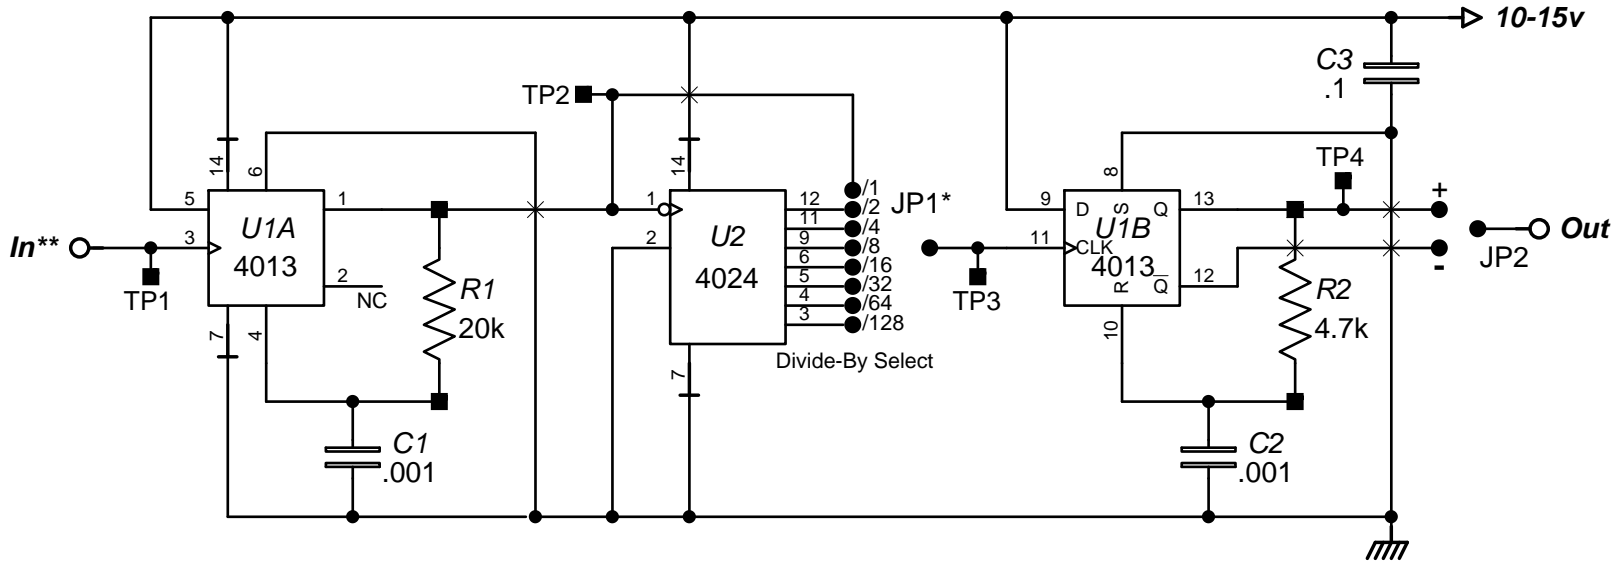 10-15v
C3
.1
TP2
14
6
14
8
TP4
+
5
1
1
12
/1
/2
JP1*
9
D
S
Q
13
U1A
11
/4
U2
U1B
Out
In**
3
2
9
/8
11
CLK
JP2
4013
6
/16
4013
-
4024
2
5
/32
R
Q
12
TP1
NC
R1
4
/64
TP3
R2
20k
3
/128
4.7k
7
4
10
Divide-By Select
7
C1
.001
C2
.001